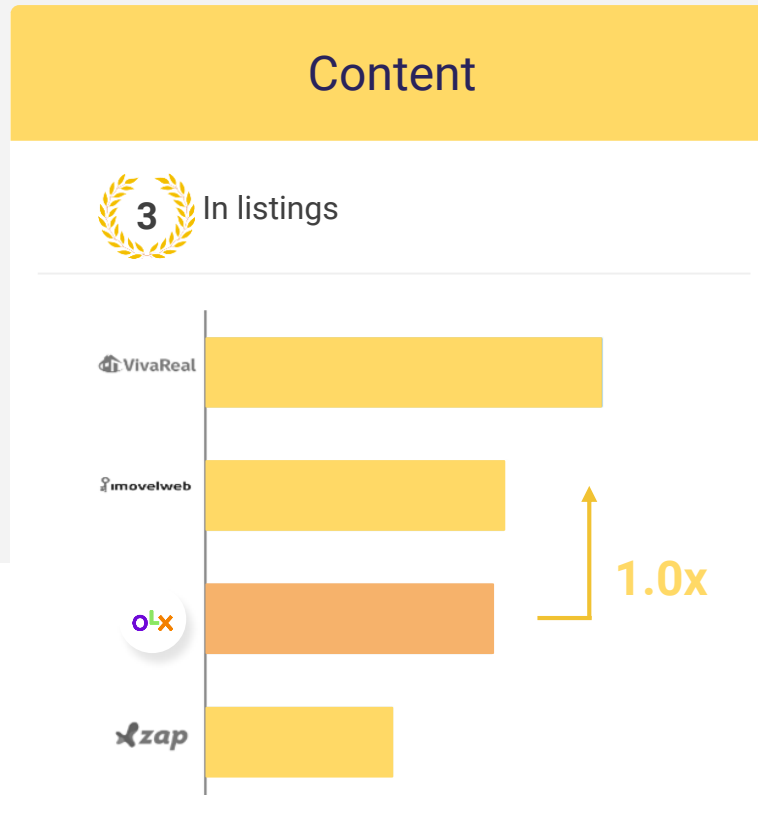 Content
3
In listings
VivaReal
imovelweb
OLX
1.0x
zap